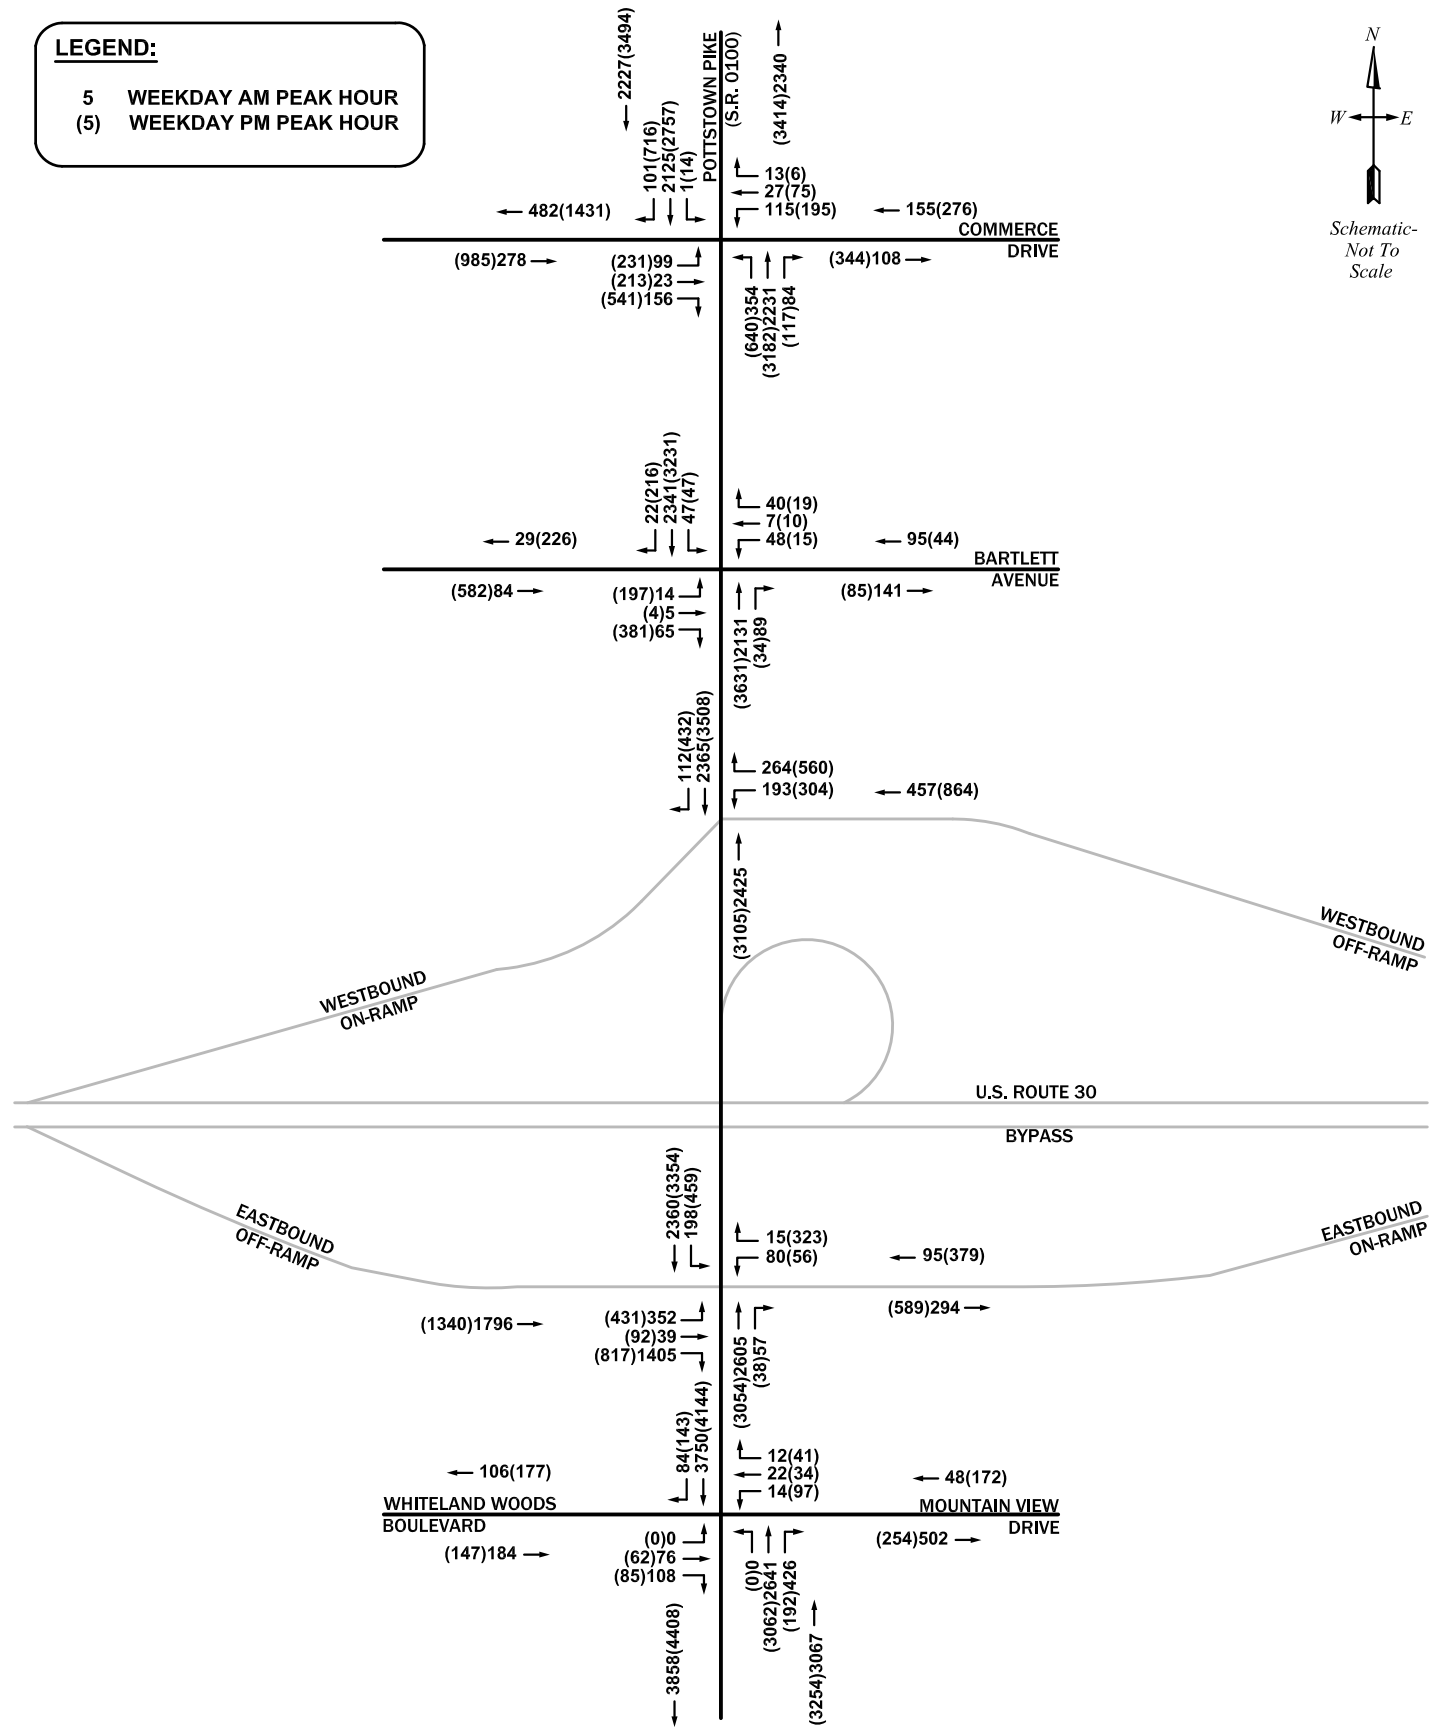 LEGEND:
5 WEEKDAY AM PEAK HOUR
(5) WEEKDAY PM PEAK HOUR
N
W E
Schematic-
Not To
Scale
2227(3494)
POTTSTOWN PIKE
(S.R. 0100)
(3414)2340
101(716)
2125(2757)
1(14)
13(6)
27(75)
115(195)
482(1431)
155(276)
COMMERCE
DRIVE
(985)278
(231)99
(213)23
(541)156
(640)354
(3182)2231
(117)84
(344)108
22(216)
2341(3231)
47(47)
40(19)
7(10)
48(15)
29(226)
95(44)
BARTLETT
AVENUE
(582)84
(197)14
(4)5
(381)65
(3631)2131
(34)89
(85)141
112(432)
2365(3508)
264(560)
193(304)
457(864)
(3105)2425
WESTBOUND
OFF-RAMP
WESTBOUND
ON-RAMP
U.S. ROUTE 30
BYPASS
EASTBOUND
OFF-RAMP
2360(3354)
198(459)
15(323)
80(56)
95(379)
EASTBOUND
ON-RAMP
(1340)1796
(431)352
(92)39
(817)1405
(3054)2605
(38)57
(589)294
84(143)
3750(4144)
12(41)
22(34)
14(97)
106(177)
48(172)
WHITELAND WOODS
BOULEVARD
MOUNTAIN VIEW
DRIVE
(147)184
(0)0
(62)76
(85)108
(0)0
(3062)2641
(192)426
(254)502
3858(4408)
(3254)3067